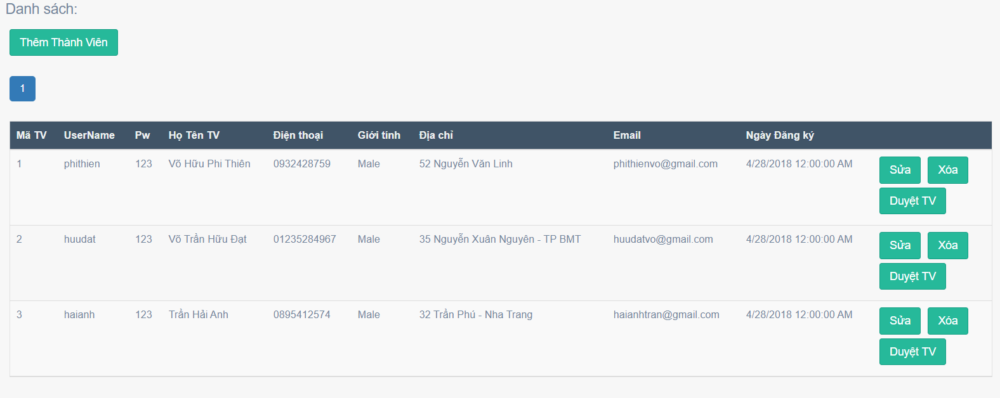 Danh sách:
Thêm Thành Viên
1
Mã TV UserName Pw Họ Tên TV Điện thoại Giới tính Địa chỉ Email Ngày Đăng ký
1 phithien 123 Võ Hữu Phi Thiên 0932428759 Male 52 Nguyễn Văn Linh phithienvo@gmail.com 4/28/2018 12:00:00 AM Sửa Xóa
Duyệt TV
2 huudat 123 Võ Trần Hữu Đạt 01235284967 Male 35 Nguyễn Xuân Nguyên - TP BMT huudatvo@gmail.com 4/28/2018 12:00:00 AM Sửa Xóa
Duyệt TV
3 haianh 123 Trần Hải Anh 0895412574 Male 32 Trần Phú - Nha Trang haianhtran@gmail.com 4/28/2018 12:00:00 AM Sửa Xóa
Duyệt TV